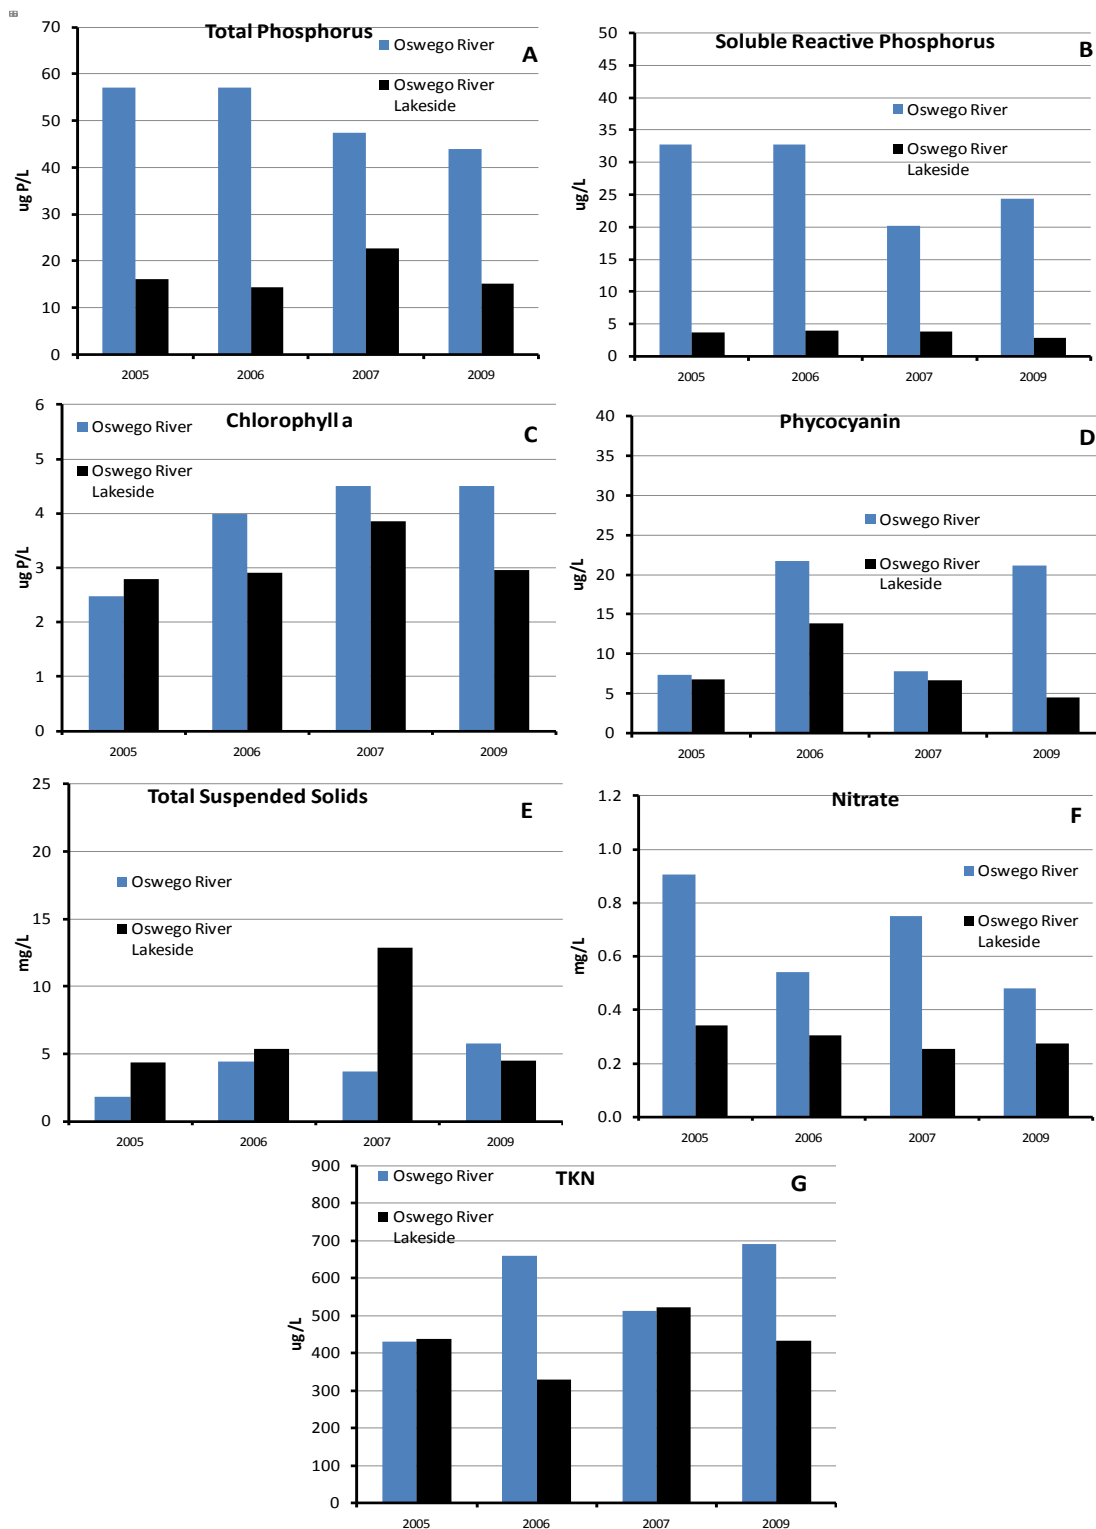 Total Phosphorus
A
Oswego River
Oswego River
Lakeside
ug P/L
70
60
50
40
30
20
10
0
2005 2006 2007 2009
Soluble Reactive Phosphorus
B
Oswego River
Oswego River
Lakeside
ug/L
50
45
40
35
30
25
20
15
10
5
0
2005 2006 2007 2009
Chlorophyll a
C
Oswego River
Oswego River
Lakeside
ug P/L
6
5
4
3
2
1
0
2005 2006 2007 2009
Phycocyanin
D
Oswego River
Oswego River
Lakeside
ug/L
40
35
30
25
20
15
10
5
0
2005 2006 2007 2009
Total Suspended Solids
E
Oswego River
Oswego River
Lakeside
mg/L
25
20
15
10
5
0
2005 2006 2007 2009
Nitrate
F
Oswego River
Oswego River
Lakeside
mg/L
1.2
1.0
0.8
0.6
0.4
0.2
0.0
2005 2006 2007 2009
TKN
G
Oswego River
Oswego River
Lakeside
ug/L
900
800
700
600
500
400
300
200
100
0
2005 2006 2007 2009